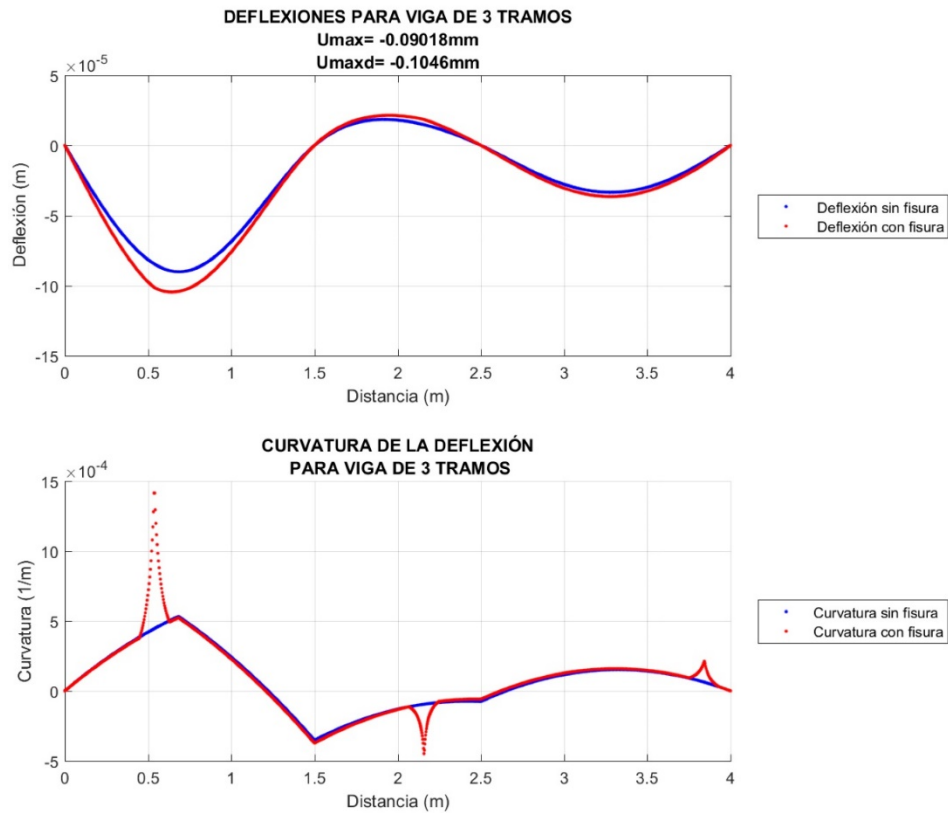 DEFLEXIONES PARA VIGA DE 3 TRAMOS
Umax= -0.09018mm
Umaxd= -0.1046mm
×10⁻⁵
5
0
-5
-10
-15
Deflexión (m)
0 0.5 1 1.5 2 2.5 3 3.5 4
Distancia (m)
Deflexión sin fisura
Deflexión con fisura
CURVATURA DE LA DEFLEXIÓN
PARA VIGA DE 3 TRAMOS
×10⁻⁴
15
10
5
0
-5
Curvatura (1/m)
0 0.5 1 1.5 2 2.5 3 3.5 4
Distancia (m)
Curvatura sin fisura
Curvatura con fisura